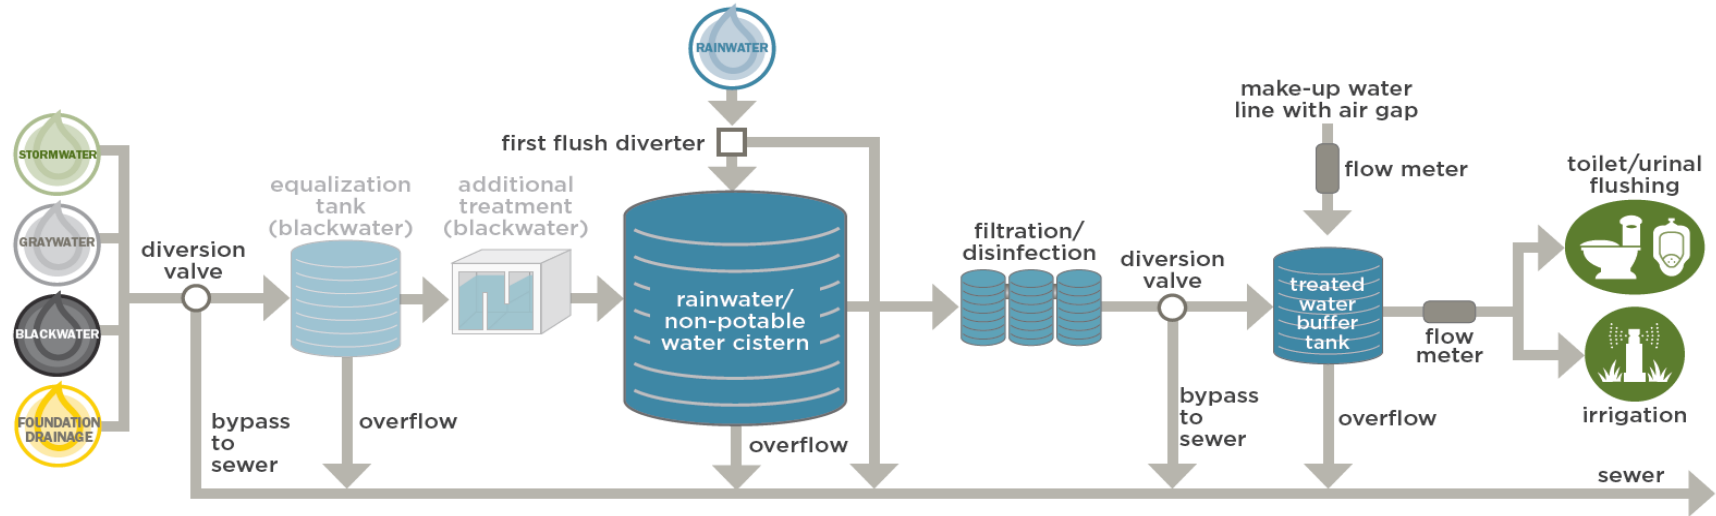 RAINWATER
make-up water
line with air gap
STORMWATER
first flush diverter
flow meter
toilet/urinal
flushing
equalization
tank
(blackwater)
additional
treatment
(blackwater)
GRAYWATER
diversion
valve
filtration/
disinfection
diversion
valve
rainwater/
non-potable
water cistern
treated
water
buffer
tank
BLACKWATER
flow
meter
FOUNDATION
DRAINAGE
bypass
to
sewer
overflow
overflow
bypass
to
sewer
overflow
irrigation
sewer